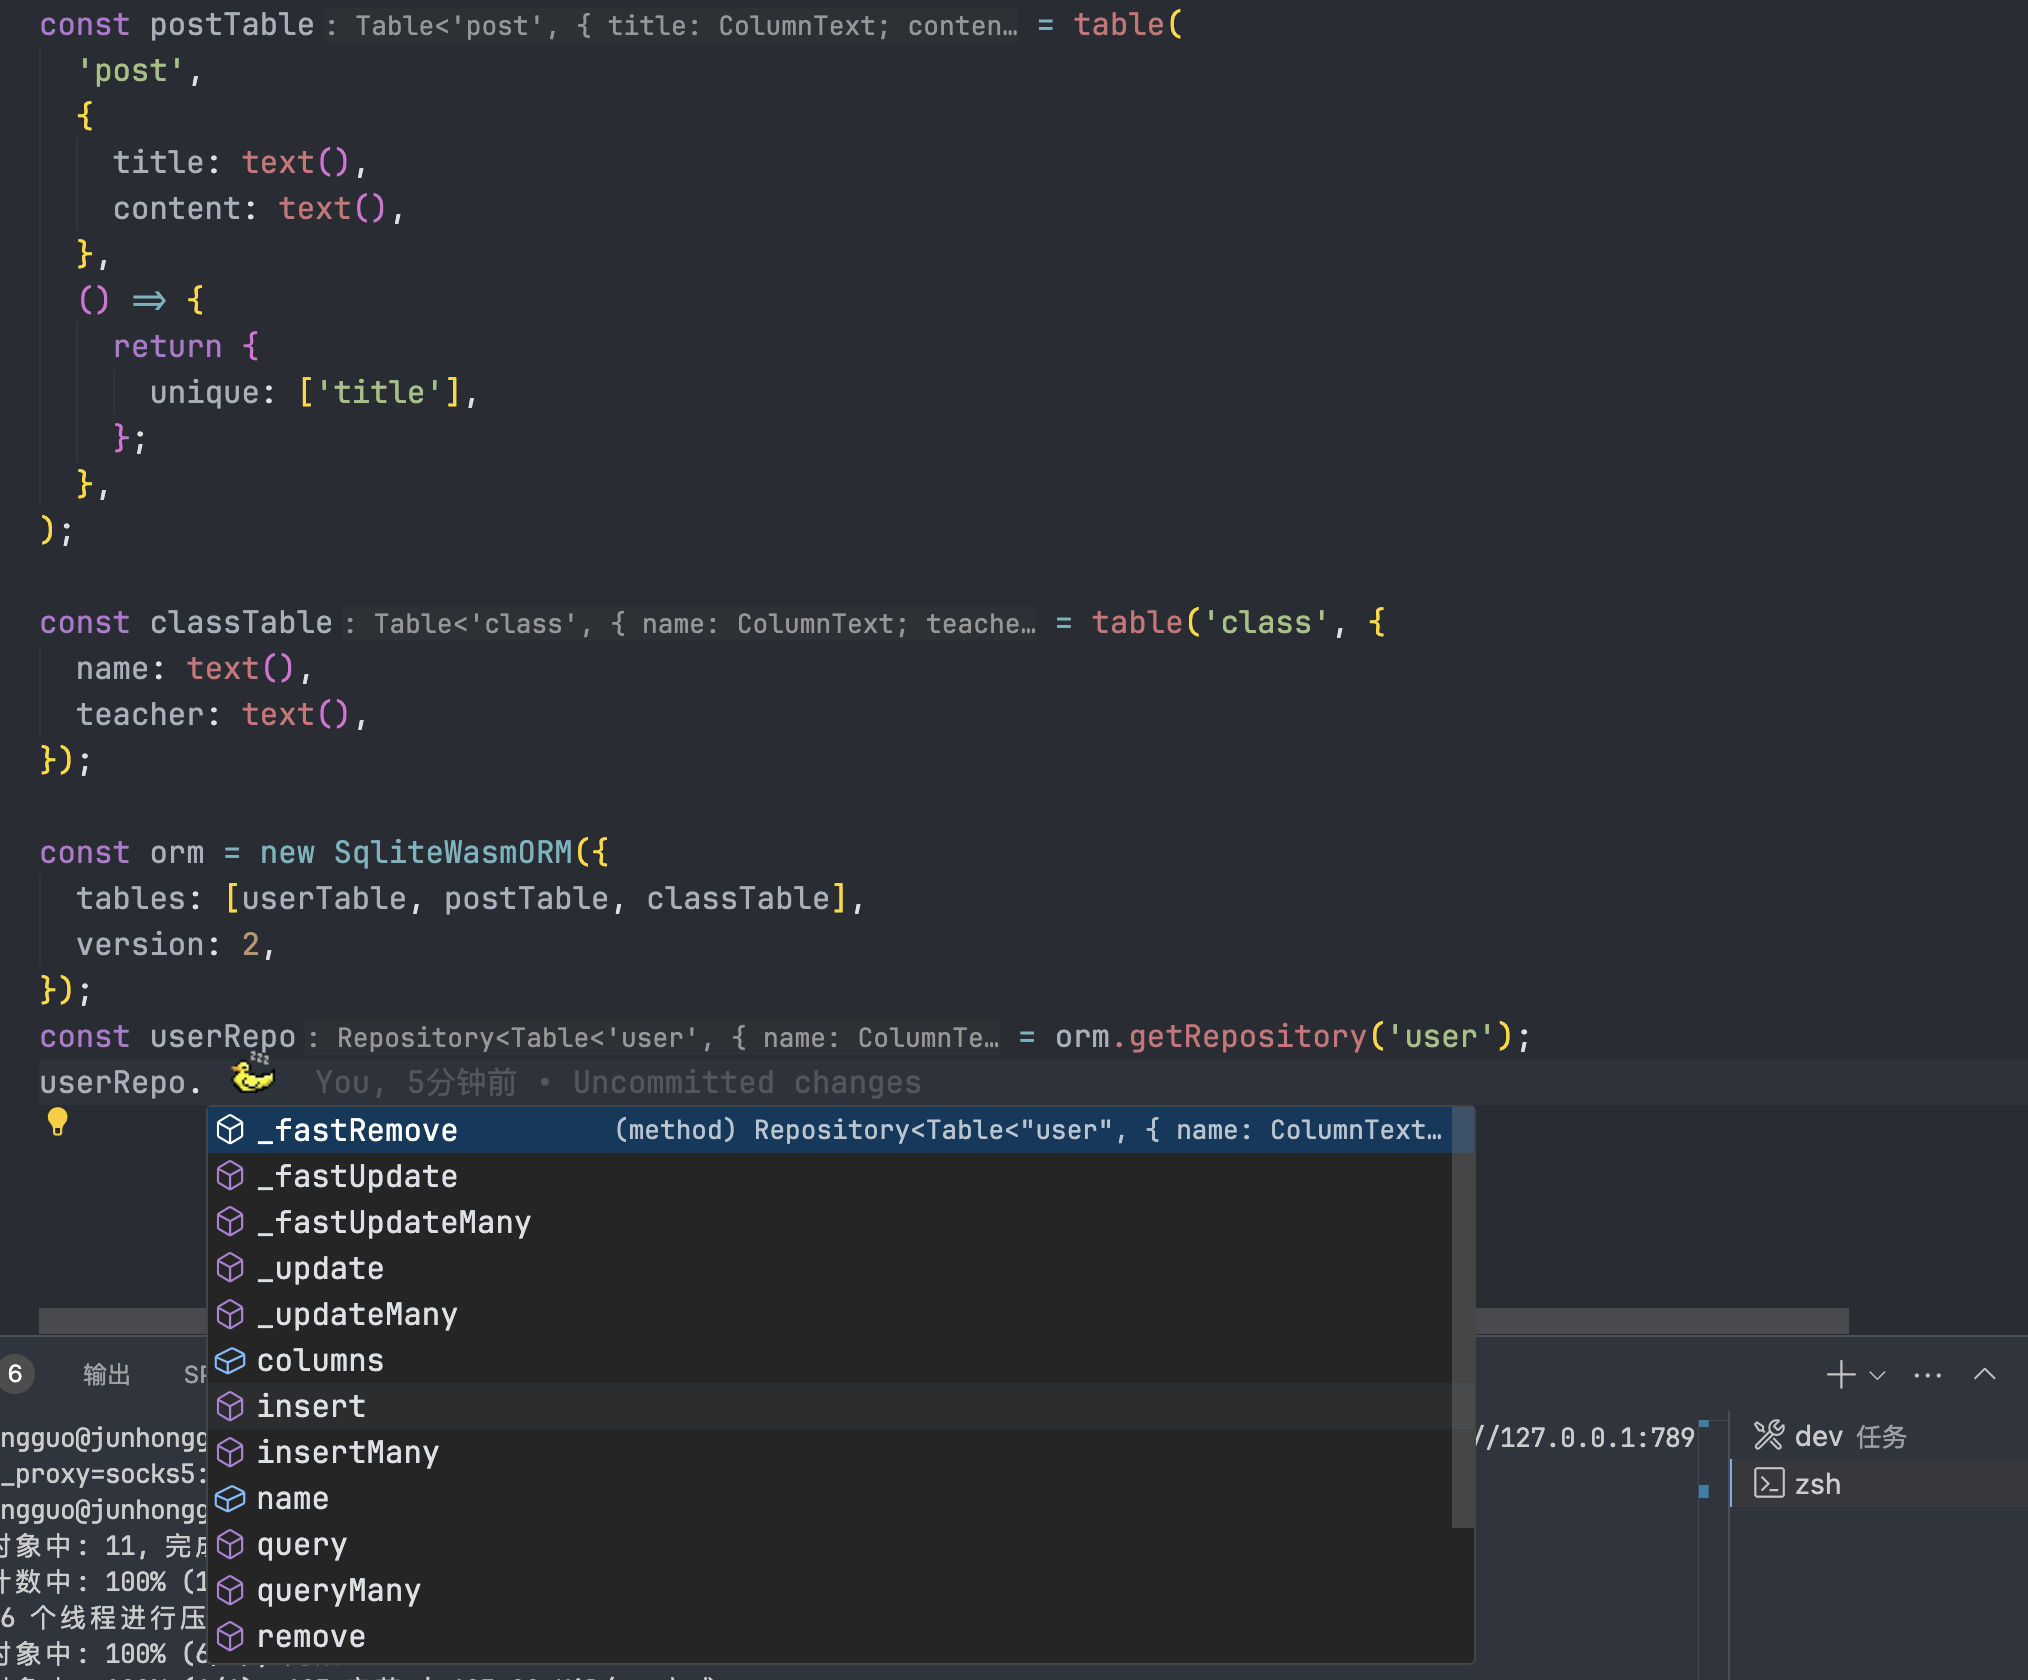 const postTable: Table<'post', { title: ColumnText; conten… = table(
'post',
{
title: text(),
content: text(),
},
() => {
return {
unique: ['title'],
};
},
);
const classTable: Table<'class', { name: ColumnText; teache… = table('class', {
name: text(),
teacher: text(),
});
const orm = new SqliteWasmORM({
tables: [userTable, postTable, classTable],
version: 2,
});
const userRepo: Repository<Table<'user', { name: ColumnTe… = orm.getRepository('user');
userRepo. You, 5分钟前 • Uncommitted changes
_fastRemove (method) Repository<Table<"user", { name: ColumnText…
_fastUpdate
_fastUpdateMany
_update
_updateMany
columns
insert
insertMany
name
query
queryMany
remove
6 输出
ngguo@junhongg //127.0.0.1:789
_proxy=socks5:
ngguo@junhongg
对象中: 11, 完成
计数中: 100% (1
6 个线程进行压
对象中: 100% (6
dev 任务
zsh